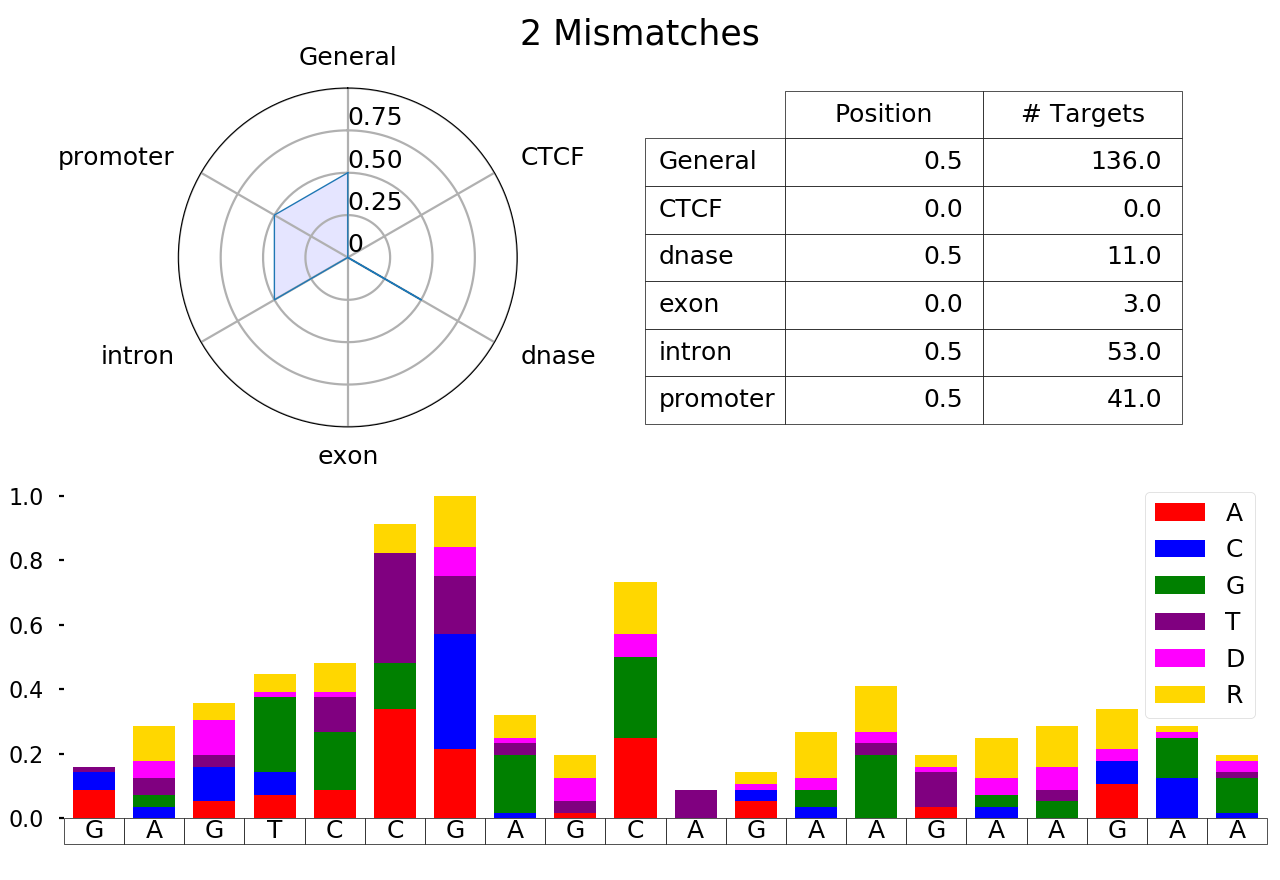 2 Mismatches
General
promoter
CTCF
0.75
0.50
0.25
0
intron
dnase
exon
Position # Targets
General 0.5 136.0
CTCF 0.0 0.0
dnase 0.5 11.0
exon 0.0 3.0
intron 0.5 53.0
promoter 0.5 41.0
1.0
0.8
0.6
0.4
0.2
0.0
A
C
G
T
D
R
G A G T C C G A G C A G A A G A A G A A